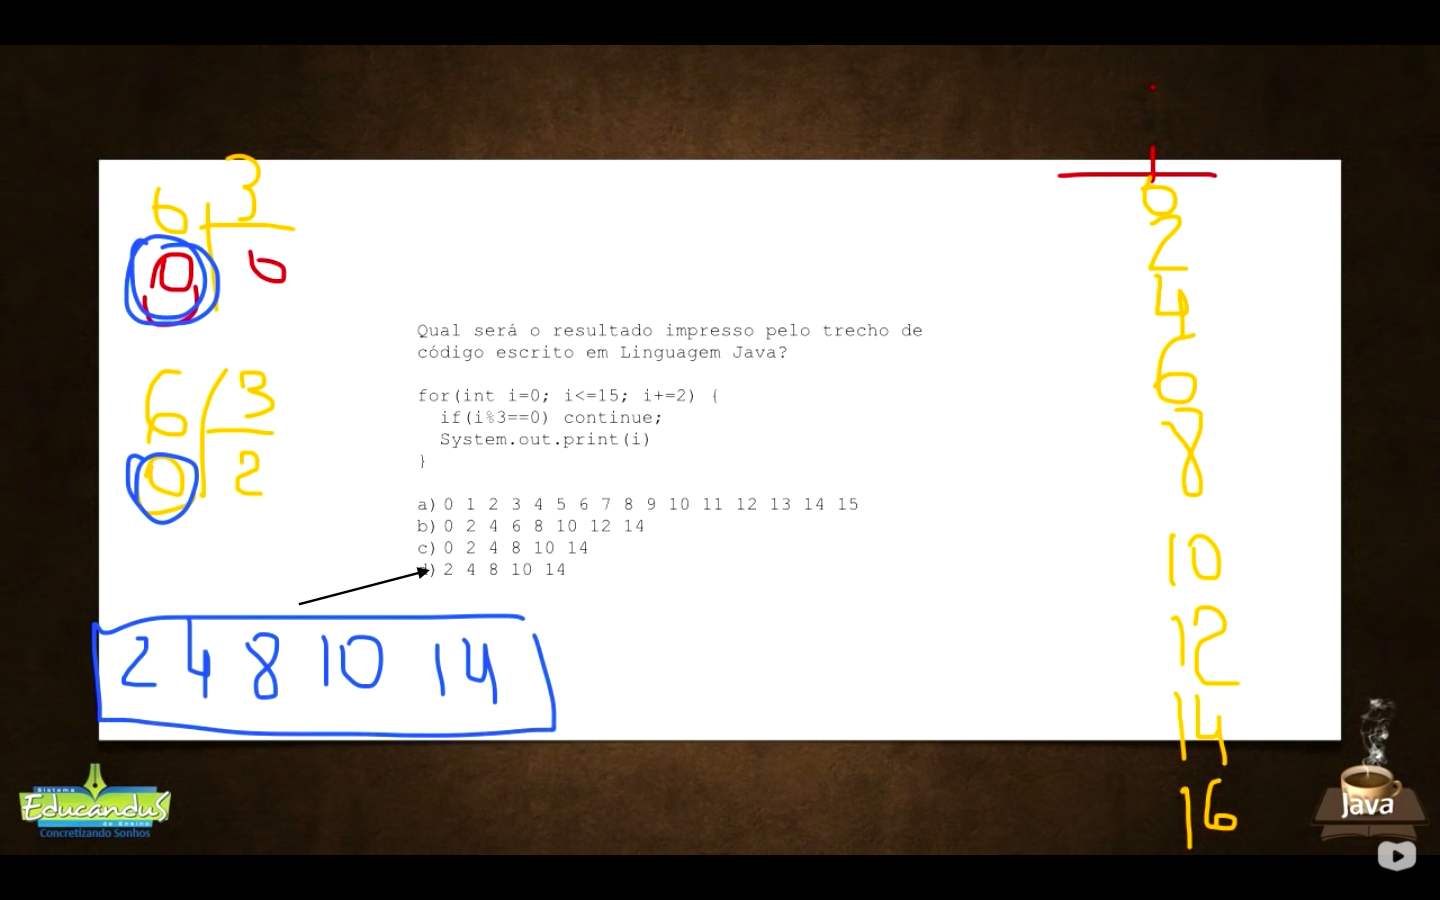 i
0
2
4
6
8
10
12
14
16
0 3
0 0
6 3
0 2
Qual será o resultado impresso pelo trecho de
código escrito em Linguagem Java?
for(int i=0; i<=15; i+=2) {
if(i%3==0) continue;
System.out.print(i)
}
a) 0 1 2 3 4 5 6 7 8 9 10 11 12 13 14 15
b) 0 2 4 6 8 10 12 14
c) 0 2 4 8 10 14
d) 2 4 8 10 14
2 4 8 10 14
Sistema
Educandus
de Ensino
Concretizando Sonhos
Java